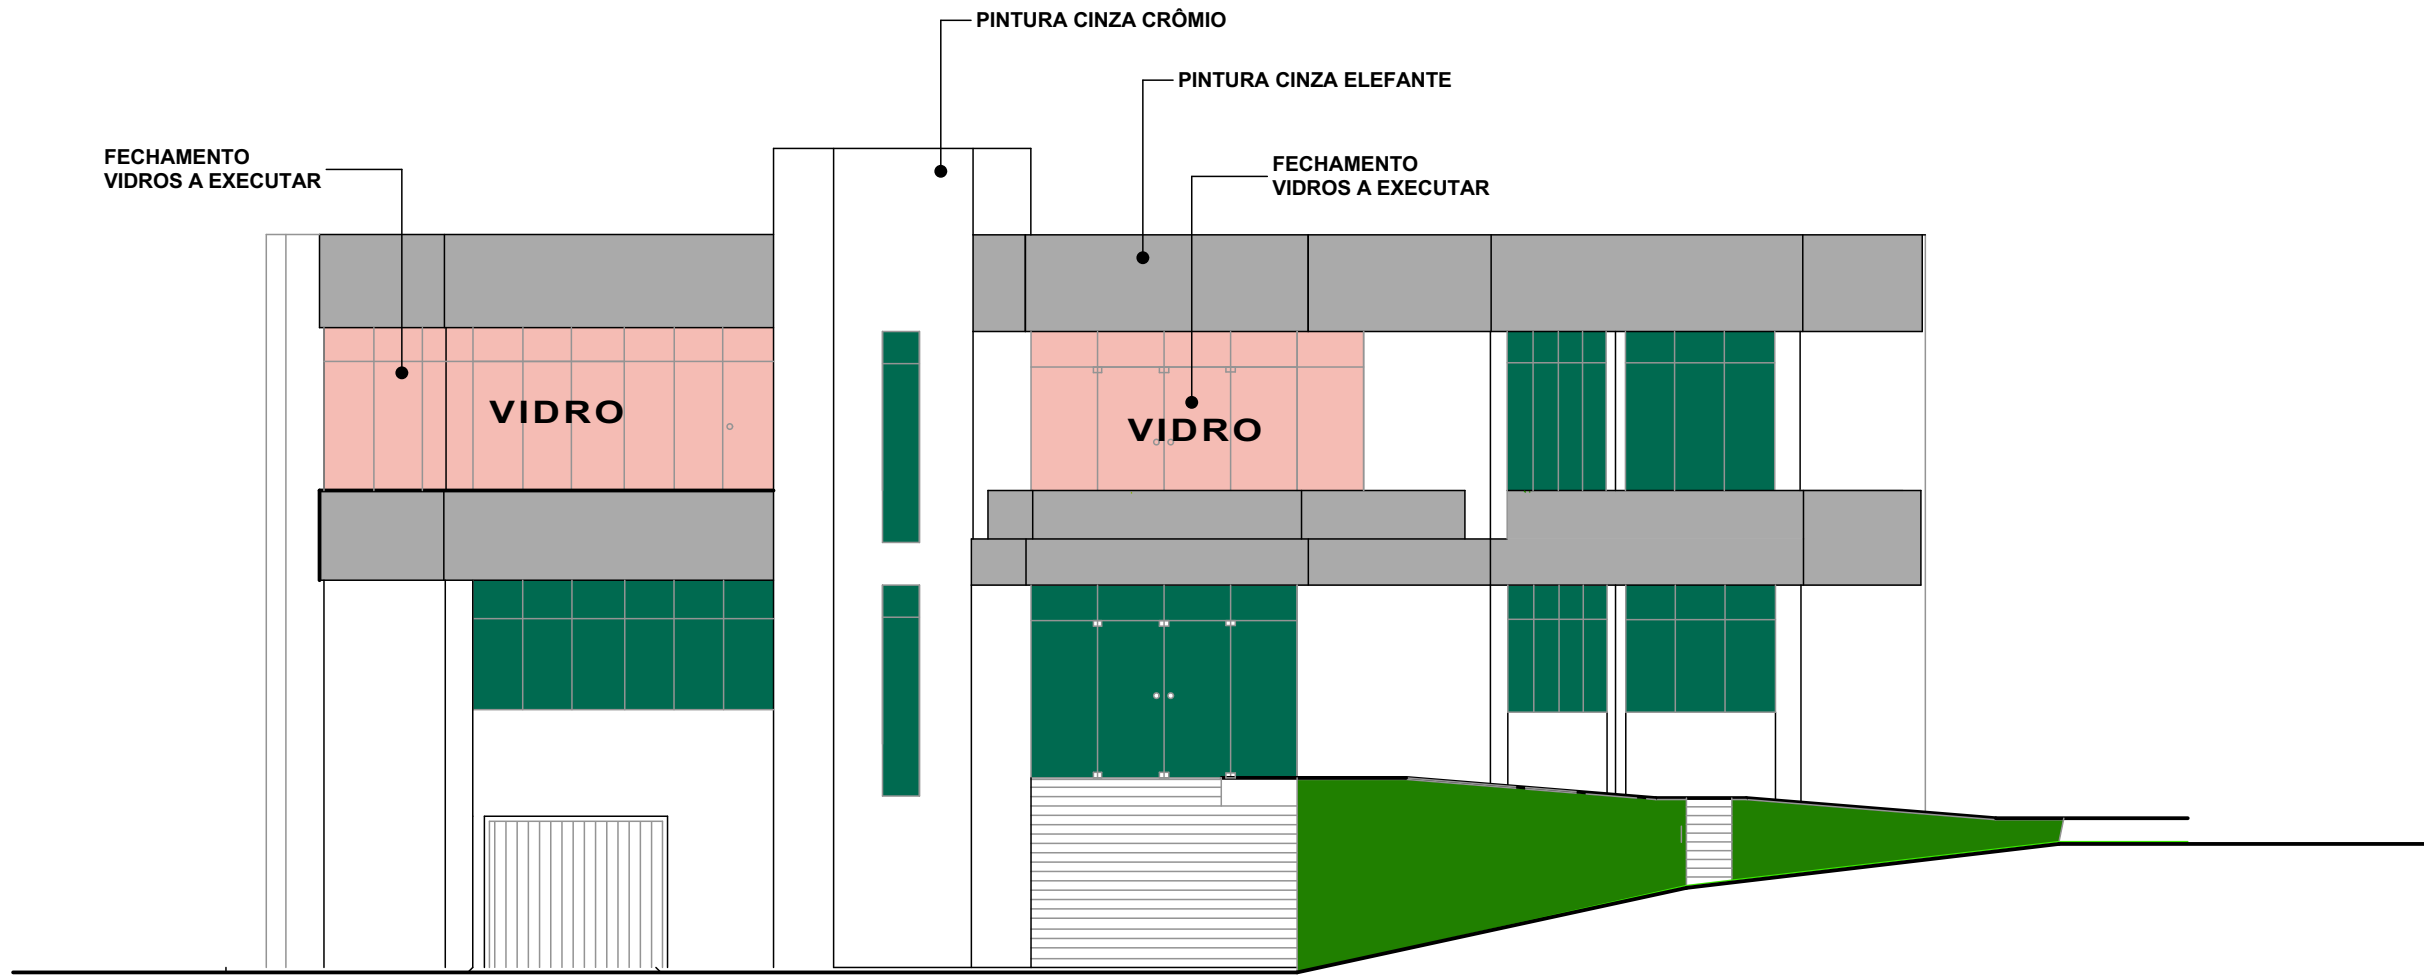 PINTURA CINZA CRÔMIO
PINTURA CINZA ELEFANTE
FECHAMENTO
VIDROS A EXECUTAR
FECHAMENTO
VIDROS A EXECUTAR
VIDRO
VIDRO